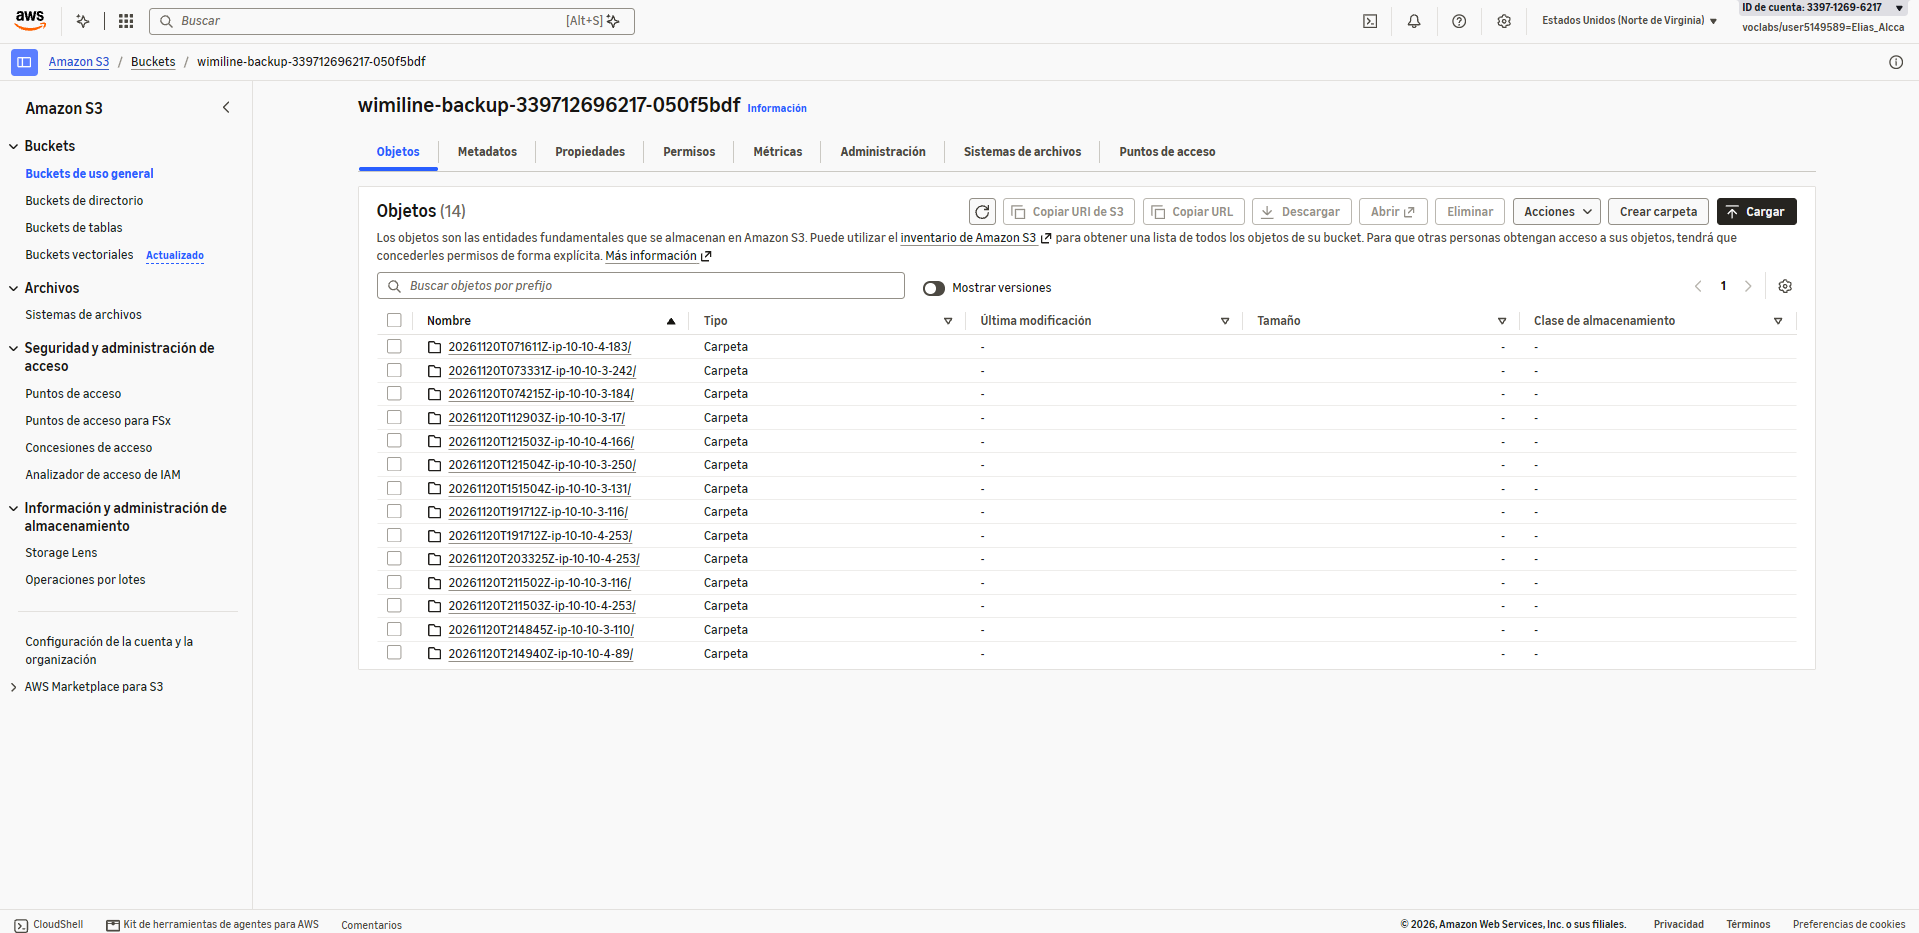 aws
Buscar [Alt+S]
Estados Unidos (Norte de Virginia)
ID de cuenta: 3397-1269-6217
voclabs/user5149589=Elias_Alcca
Amazon S3 / Buckets / wimiline-backup-339712696217-050f5bdf
Amazon S3
Buckets
Buckets de uso general
Buckets de directorio
Buckets de tablas
Buckets vectoriales Actualizado
Archivos
Sistemas de archivos
Seguridad y administración de
acceso
Puntos de acceso
Puntos de acceso para FSx
Concesiones de acceso
Analizador de acceso de IAM
Información y administración de
almacenamiento
Storage Lens
Operaciones por lotes
Configuración de la cuenta y la
organización
AWS Marketplace para S3
wimiline-backup-339712696217-050f5bdf Información
Objetos Metadatos Propiedades Permisos Métricas Administración Sistemas de archivos Puntos de acceso
Objetos (14)
Copiar URI de S3 Copiar URL Descargar Abrir Eliminar Acciones Crear carpeta Cargar
Los objetos son las entidades fundamentales que se almacenan en Amazon S3. Puede utilizar el inventario de Amazon S3 para obtener una lista de todos los objetos de su bucket. Para que otras personas obtengan acceso a sus objetos, tendrá que
concederles permisos de forma explícita. Más información
Buscar objetos por prefijo Mostrar versiones 1
Nombre Tipo Última modificación Tamaño Clase de almacenamiento
20261120T071611Z-ip-10-10-4-183/ Carpeta - - -
20261120T073331Z-ip-10-10-3-242/ Carpeta - - -
20261120T074215Z-ip-10-10-3-184/ Carpeta - - -
20261120T112903Z-ip-10-10-3-17/ Carpeta - - -
20261120T121503Z-ip-10-10-4-166/ Carpeta - - -
20261120T121504Z-ip-10-10-3-250/ Carpeta - - -
20261120T151504Z-ip-10-10-3-131/ Carpeta - - -
20261120T191712Z-ip-10-10-3-116/ Carpeta - - -
20261120T191712Z-ip-10-10-4-253/ Carpeta - - -
20261120T203325Z-ip-10-10-4-253/ Carpeta - - -
20261120T211502Z-ip-10-10-3-116/ Carpeta - - -
20261120T211503Z-ip-10-10-4-253/ Carpeta - - -
20261120T214845Z-ip-10-10-3-110/ Carpeta - - -
20261120T214940Z-ip-10-10-4-89/ Carpeta - - -
CloudShell Kit de herramientas de agentes para AWS Comentarios
© 2026, Amazon Web Services, Inc. o sus filiales. Privacidad Términos Preferencias de cookies